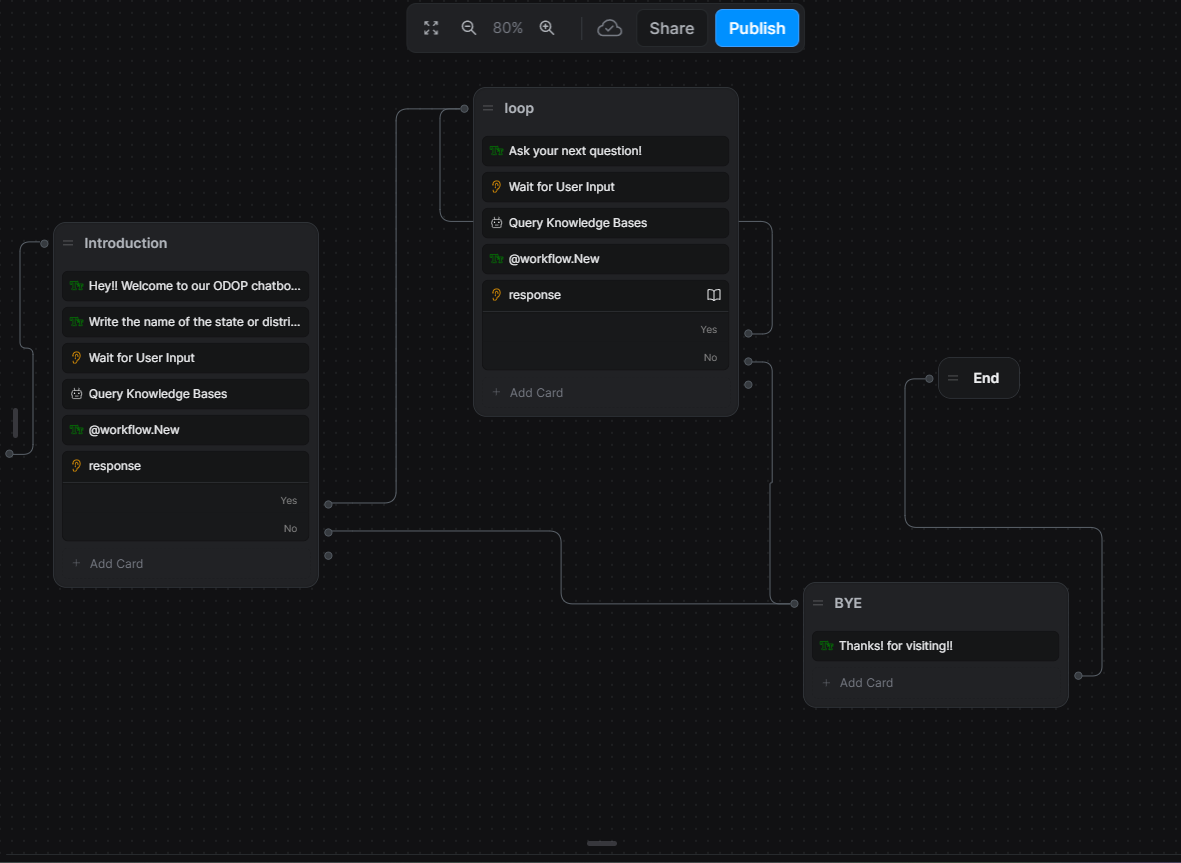 80%
Share
Publish
loop
Ask your next question!
Wait for User Input
Query Knowledge Bases
@workflow.New
response
Yes
No
+ Add Card
Introduction
Hey!! Welcome to our ODOP chatbo...
Write the name of the state or distri...
Wait for User Input
Query Knowledge Bases
@workflow.New
response
Yes
No
+ Add Card
End
BYE
Thanks! for visiting!!
+ Add Card